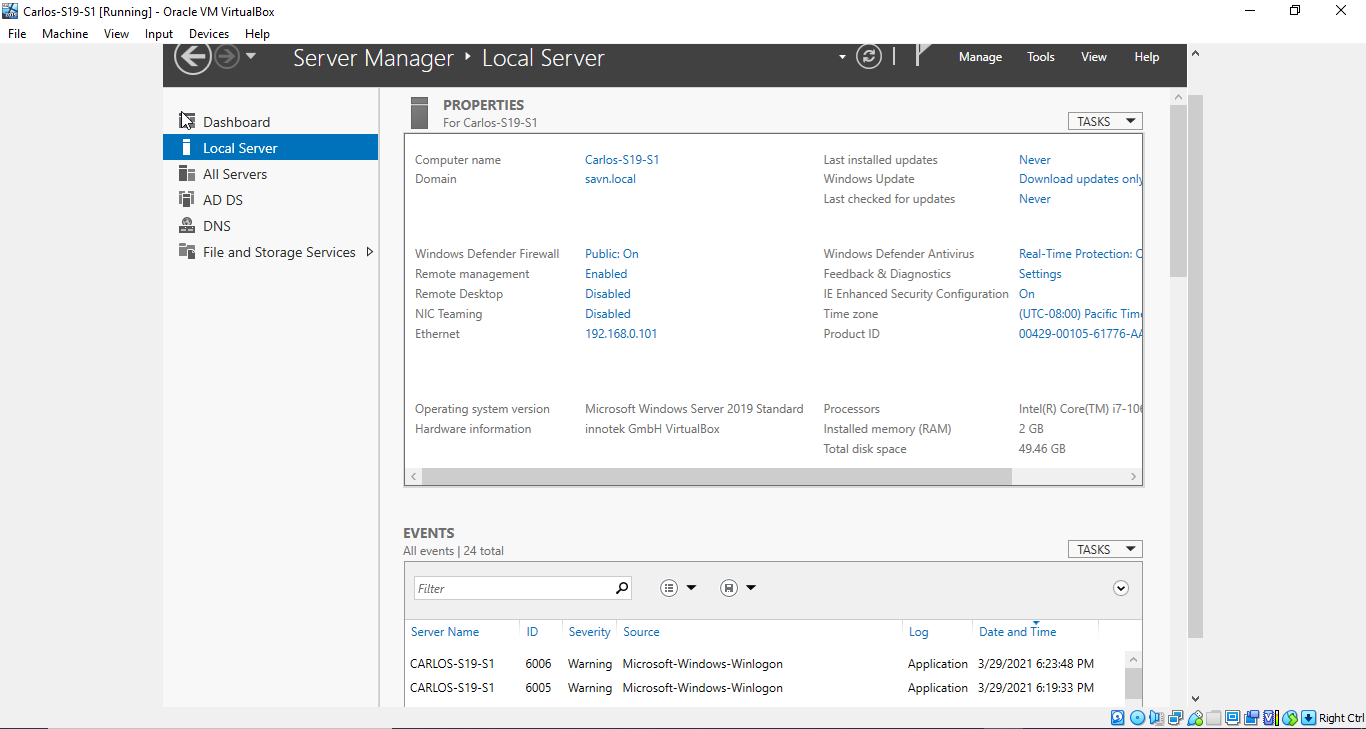 Carlos-S19-S1 [Running] - Oracle VM VirtualBox
File Machine View Input Devices Help
Server Manager Local Server
Manage Tools View Help
Dashboard
Local Server
All Servers
AD DS
DNS
File and Storage Services
PROPERTIES
For Carlos-S19-S1
TASKS
Computer name Carlos-S19-S1 Last installed updates Never
Domain savn.local Windows Update Download updates only
Last checked for updates Never
Windows Defender Firewall Public: On Windows Defender Antivirus Real-Time Protection:
Remote management Enabled Feedback & Diagnostics Settings
Remote Desktop Disabled IE Enhanced Security Configuration On
NIC Teaming Disabled Time zone (UTC-08:00) Pacific
Ethernet 192.168.0.101 Product ID 00429-00105-61776-AA
Operating system version Microsoft Windows Server 2019 Standard Processors Intel(R) Core(TM) i7-106
Hardware information innotek GmbH VirtualBox Installed memory (RAM) 2 GB
Total disk space 49.46 GB
EVENTS
All events | 24 total
TASKS
Filter
Server Name ID Severity Source Log Date and Time
CARLOS-S19-S1 6006 Warning Microsoft-Windows-Winlogon Application 3/29/2021 6:23:48 PM
CARLOS-S19-S1 6005 Warning Microsoft-Windows-Winlogon Application 3/29/2021 6:19:33 PM
Right Ctrl